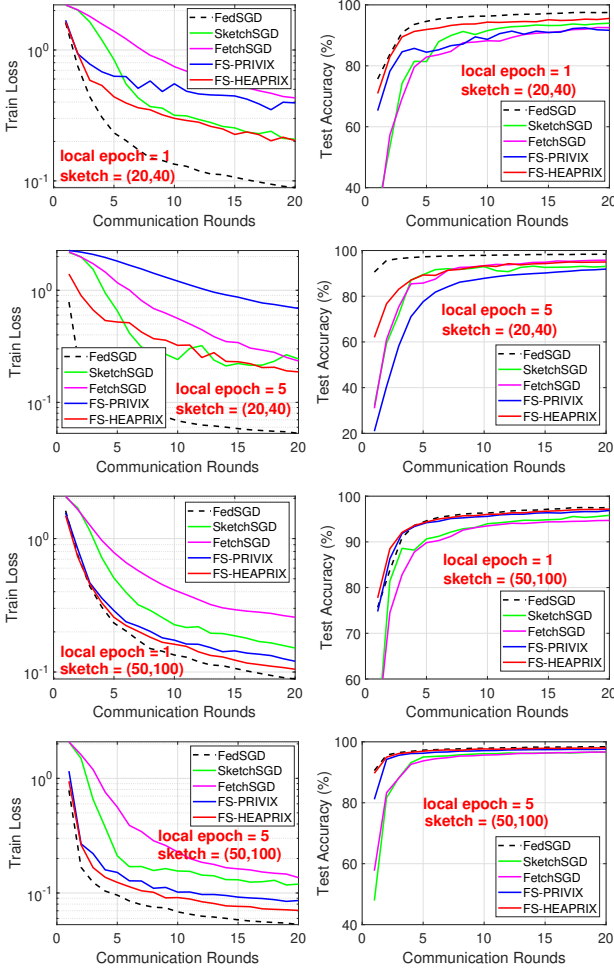 Train Loss
10^0
10^-1
FedSGD
SketchSGD
FetchSGD
FS-PRIVIX
FS-HEAPRIX
local epoch = 1
sketch = (20,40)
0 5 10 15 20
Communication Rounds
Test Accuracy (%)
100
90
80
70
60
50
40
local epoch = 1
sketch = (20,40)
FedSGD
SketchSGD
FetchSGD
FS-PRIVIX
FS-HEAPRIX
0 5 10 15 20
Communication Rounds
Train Loss
10^0
10^-1
FedSGD
SketchSGD
FetchSGD
FS-PRIVIX
FS-HEAPRIX
local epoch = 5
sketch = (20,40)
0 5 10 15 20
Communication Rounds
Test Accuracy (%)
100
80
60
40
20
local epoch = 5
sketch = (20,40)
FedSGD
SketchSGD
FetchSGD
FS-PRIVIX
FS-HEAPRIX
0 5 10 15 20
Communication Rounds
Train Loss
10^0
10^-1
FedSGD
SketchSGD
FetchSGD
FS-PRIVIX
FS-HEAPRIX
local epoch = 1
sketch = (50,100)
0 5 10 15 20
Communication Rounds
Test Accuracy (%)
100
90
80
70
60
local epoch = 1
sketch = (50,100)
FedSGD
SketchSGD
FetchSGD
FS-PRIVIX
FS-HEAPRIX
0 5 10 15 20
Communication Rounds
Train Loss
10^0
10^-1
FedSGD
SketchSGD
FetchSGD
FS-PRIVIX
FS-HEAPRIX
local epoch = 5
sketch = (50,100)
0 5 10 15 20
Communication Rounds
Test Accuracy (%)
100
80
60
40
local epoch = 5
sketch = (50,100)
FedSGD
SketchSGD
FetchSGD
FS-PRIVIX
FS-HEAPRIX
0 5 10 15 20
Communication Rounds